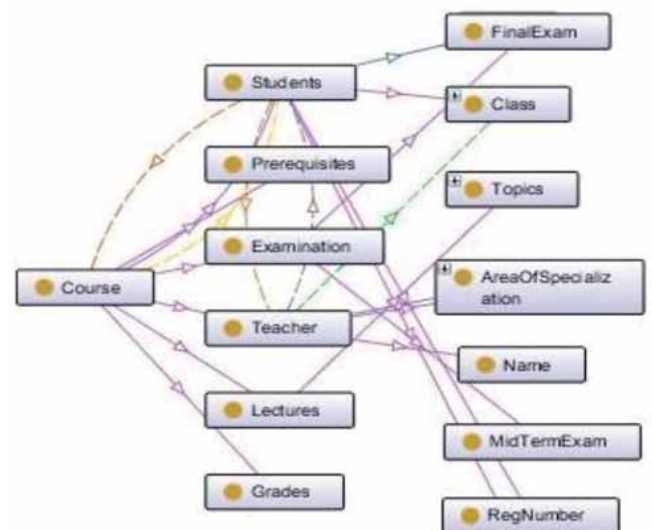 FinalExam
Students
Class
Prerequisites
Topics
Examination
AreaOfSpecializ
ation
Course
Teacher
Name
Lectures
MidTermExam
Grades
RegNumber